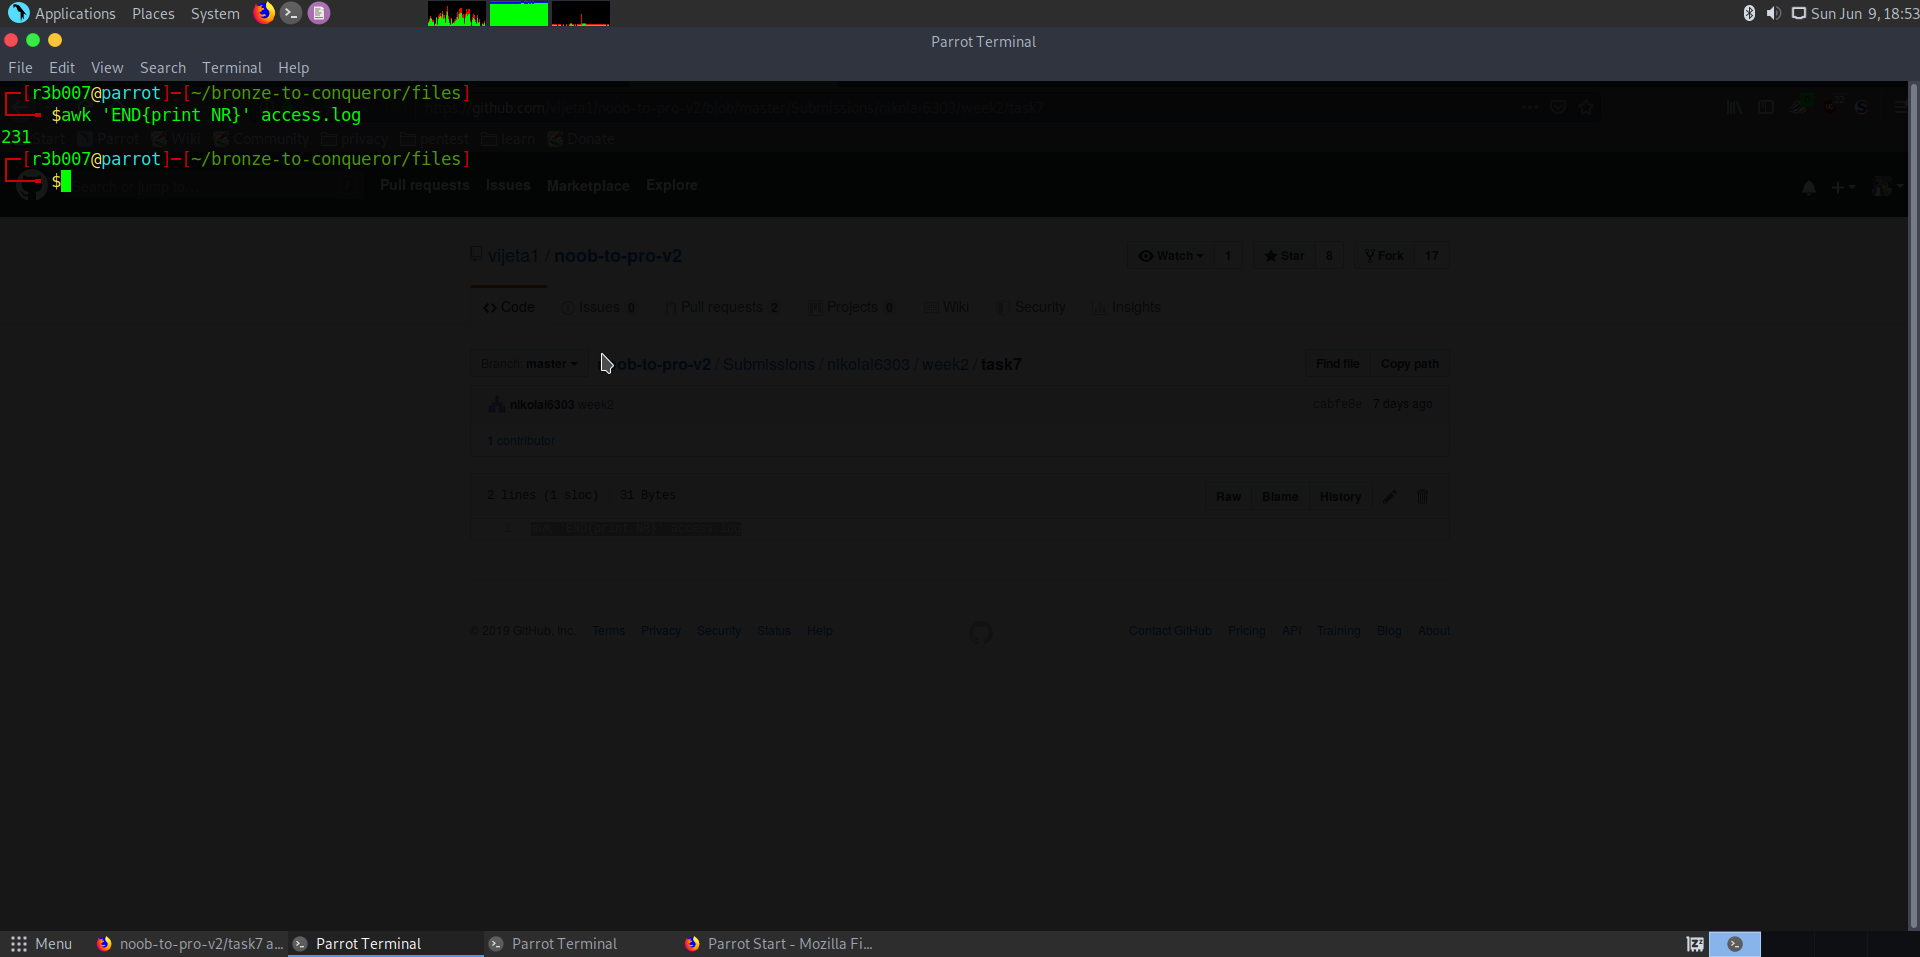 Applications Places System Sun Jun 9, 18:53
Parrot Terminal
File Edit View Search Terminal Help
[r3b007@parrot]─[~/bronze-to-conqueror/files]
$awk 'END{print NR}' access.log
github.com/vijeta1/noob-to-pro-v2/blob/master/Submissions/nikolai6303/week2/task7
231
Start Parrot Wiki Community privacy pentest learn Donate
[r3b007@parrot]─[~/bronze-to-conqueror/files]
$
Search or jump to... Pull requests Issues Marketplace Explore
vijeta1 / noob-to-pro-v2 Watch 1 Star 8 Fork 17
Code Issues 0 Pull requests 2 Projects 0 Wiki Security Insights
Branch: master noob-to-pro-v2 / Submissions / nikolai6303 / week2 / task7 Find file Copy path
nikolai6303 week2 cabfe8e 7 days ago
1 contributor
2 lines (1 sloc) 31 Bytes Raw Blame History
1 awk 'END{print NR}' access.log
© 2019 GitHub, Inc. Terms Privacy Security Status Help Contact GitHub Pricing API Training Blog About
Menu noob-to-pro-v2/task7 a... Parrot Terminal Parrot Terminal Parrot Start - Mozilla Fi...